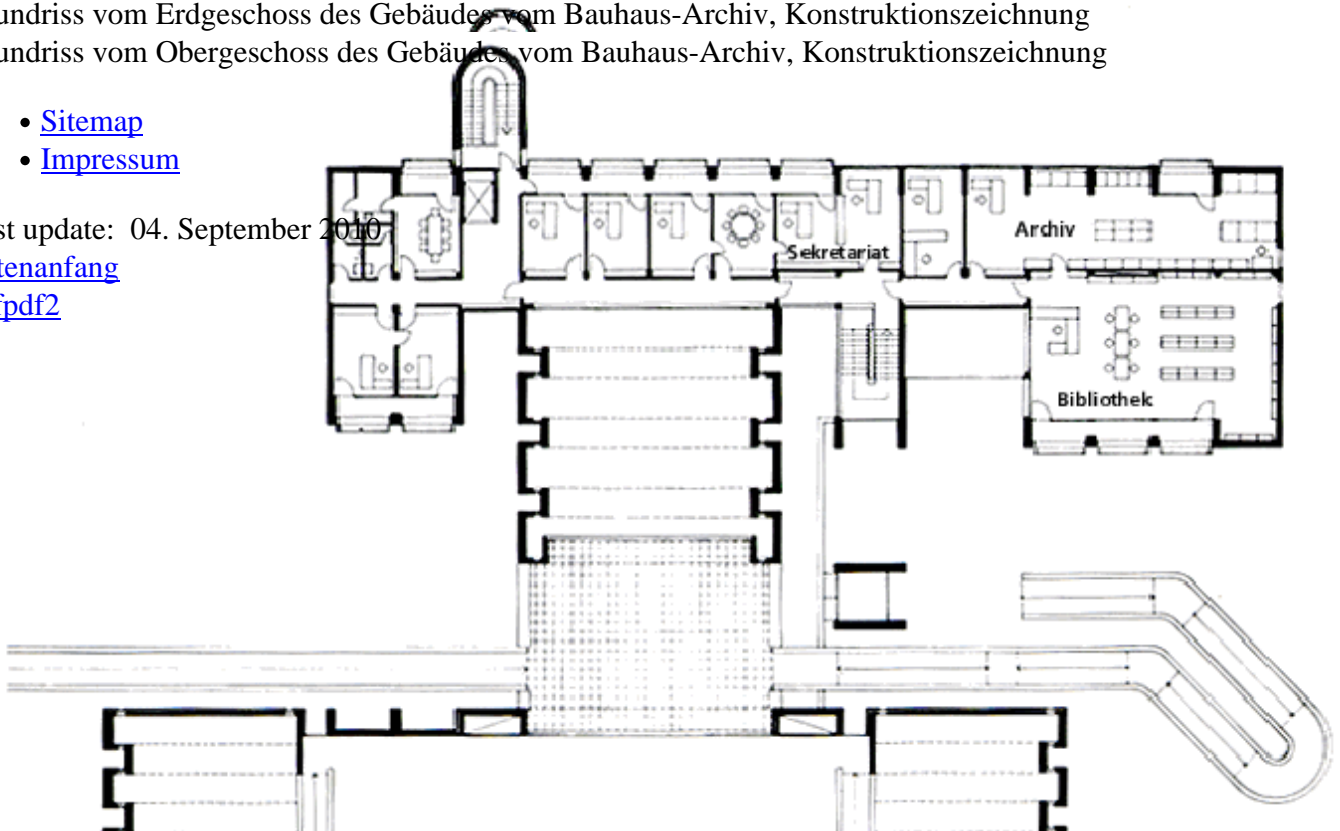 undriss vom Erdgeschoss des Gebäudes vom Bauhaus-Archiv, Konstruktionszeichnung
undriss vom Obergeschoss des Gebäudes vom Bauhaus-Archiv, Konstruktionszeichnung
• Sitemap
• Impressum
st update: 04. September 2010
tenanfang
fpdf2
Archiv
Sekretariat
Bibliothek